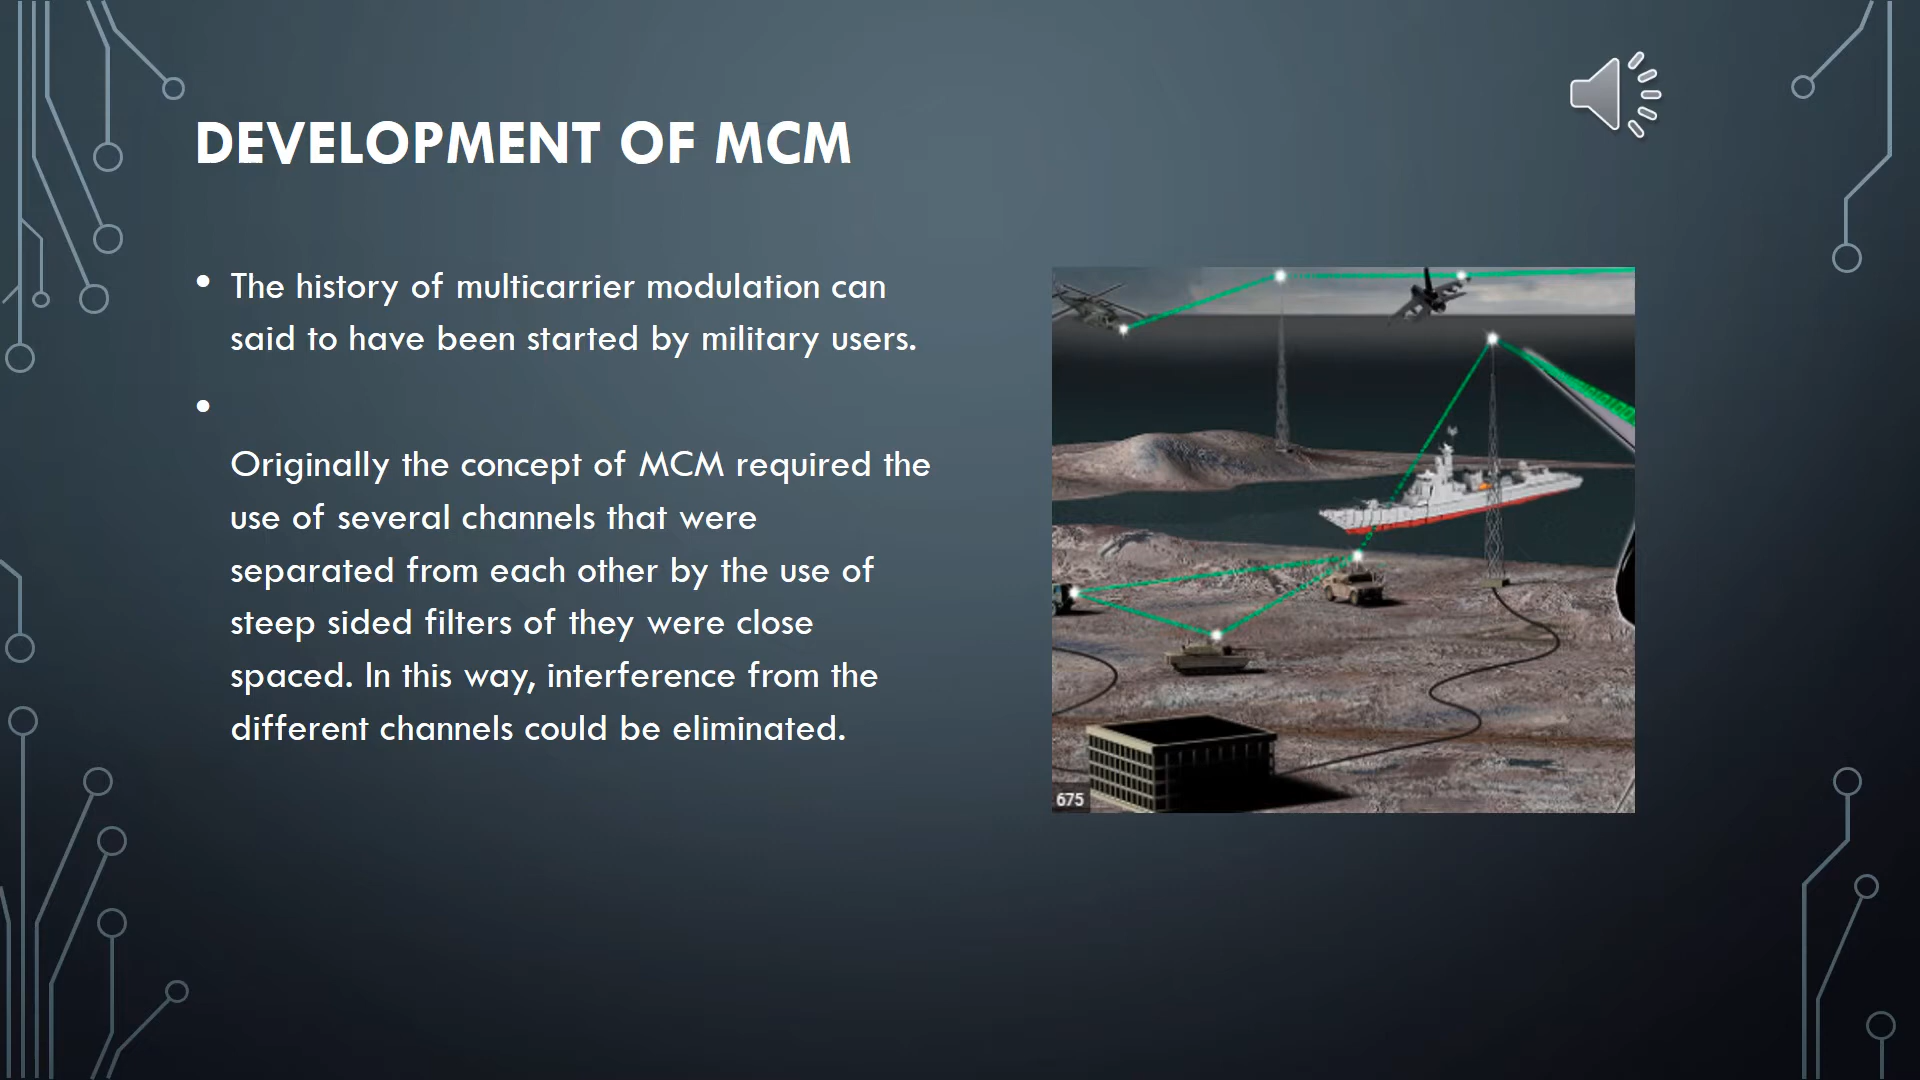 DEVELOPMENT OF MCM
• The history of multicarrier modulation can
said to have been started by military users.
•
Originally the concept of MCM required the
use of several channels that were
separated from each other by the use of
steep sided filters of they were close
spaced. In this way, interference from the
different channels could be eliminated.
675